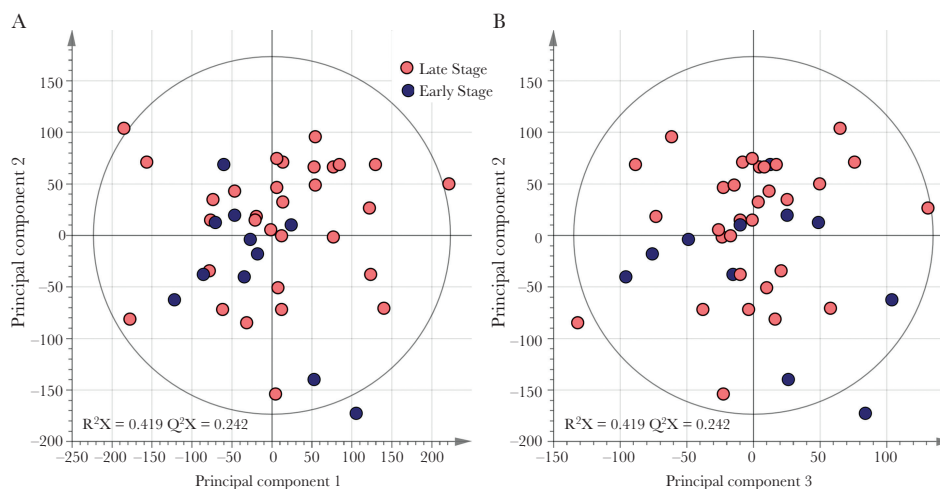 A
Principal component 2
150
100
50
0
−50
−100
−150
−200
−250 −200 −150 −100 −50 0 50 100 150 200
Principal component 1
R²X = 0.419 Q²X = 0.242
Late Stage
Early Stage
B
Principal component 2
150
100
50
0
−50
−100
−150
−200
−150 −100 −50 0 50 100
Principal component 3
R²X = 0.419 Q²X = 0.242